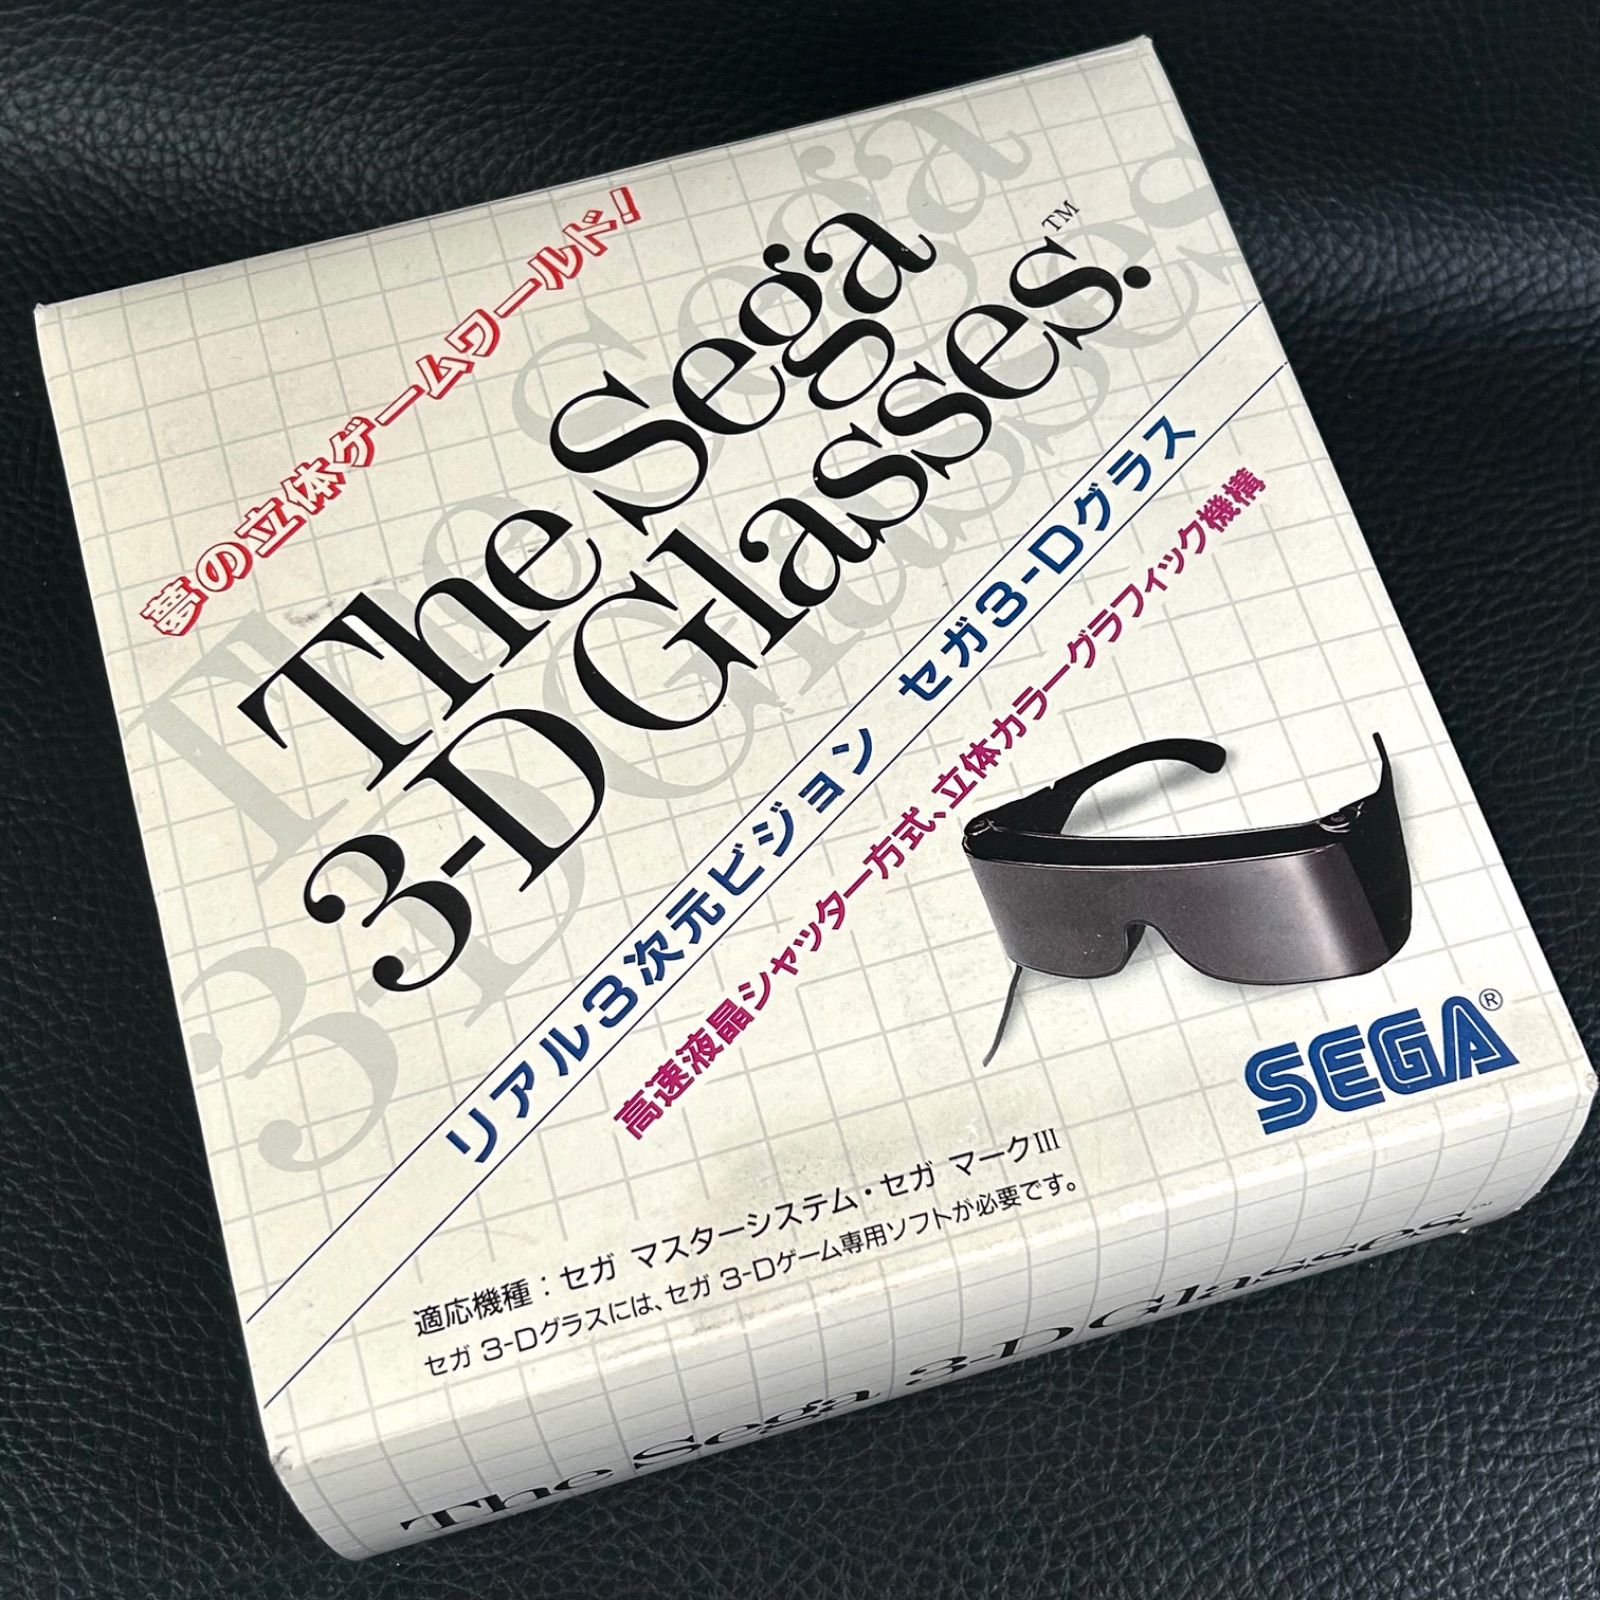 夢の立体ゲームワールド!
The Sega
3-D Glasses.™
リアル3次元ビジョン セガ3-Dグラス
高速液晶シャッター方式、立体カラーグラフィック機構
SEGA®
適応機種：セガ マスターシステム・セガ マークIII
セガ 3-Dグラスには、セガ 3-Dゲーム専用ソフトが必要です。
The Sega 3-D Glasses.™